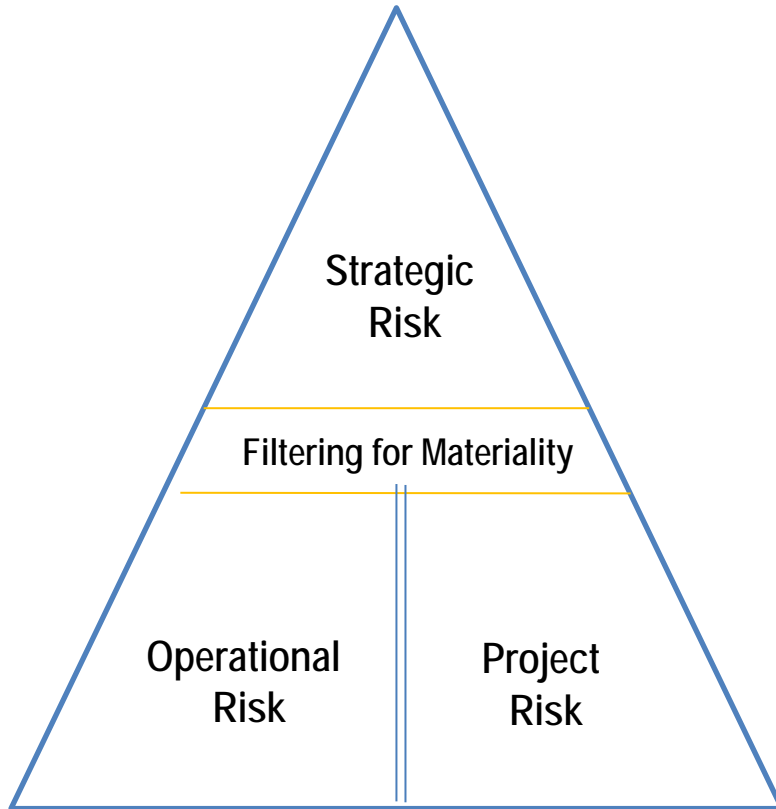 Strategic
Risk
Filtering for Materiality
Operational
Risk
Project
Risk